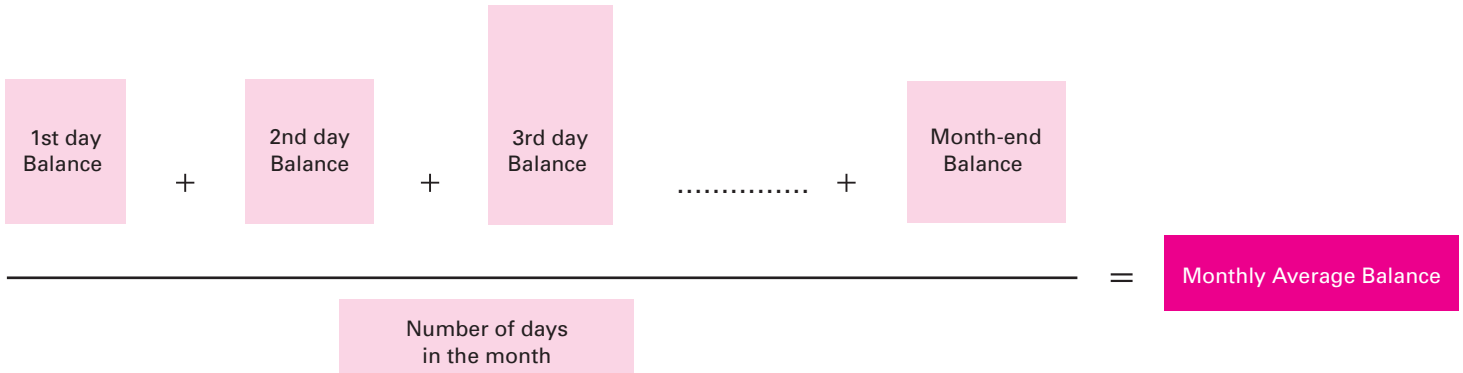 1st day
Balance
+
2nd day
Balance
+
3rd day
Balance
...............
+
Month-end
Balance
=
Monthly Average Balance
Number of days
in the month